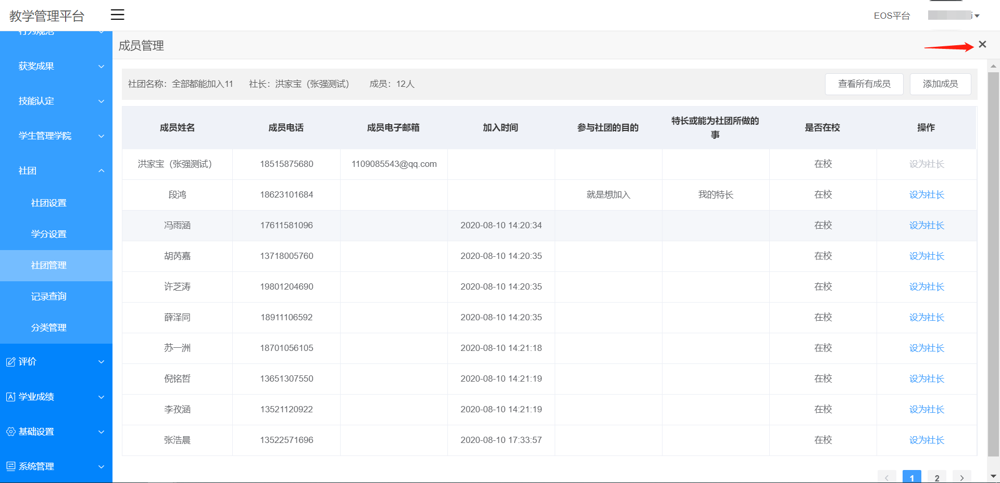 教学管理平台
EOS平台
行为规范
获奖成果
技能认定
学生管理学院
社团
社团设置
学分设置
社团管理
记录查询
分类管理
评价
学业成绩
基础设置
系统管理
成员管理
社团名称：全部都能加入11 社长：洪家宝（张强测试） 成员：12人
查看所有成员 添加成员
成员姓名 成员电话 成员电子邮箱 加入时间 参与社团的目的 特长或能为社团所做的事 是否在校 操作
洪家宝（张强测试） 18515875680 1109085543@qq.com 在校 设为社长
段鸿 18623101684 就是想加入 我的特长 在校 设为社长
冯雨涵 17611581096 2020-08-10 14:20:34 在校 设为社长
胡芮嘉 13718005760 2020-08-10 14:20:35 在校 设为社长
许芝涛 19801204690 2020-08-10 14:20:35 在校 设为社长
薛泽同 18911106592 2020-08-10 14:20:35 在校 设为社长
苏一洲 18701056105 2020-08-10 14:21:18 在校 设为社长
倪铭哲 13651307550 2020-08-10 14:21:19 在校 设为社长
李孜涵 13521120922 2020-08-10 14:21:19 在校 设为社长
张浩晨 13522571696 2020-08-10 17:33:57 在校 设为社长
1 2